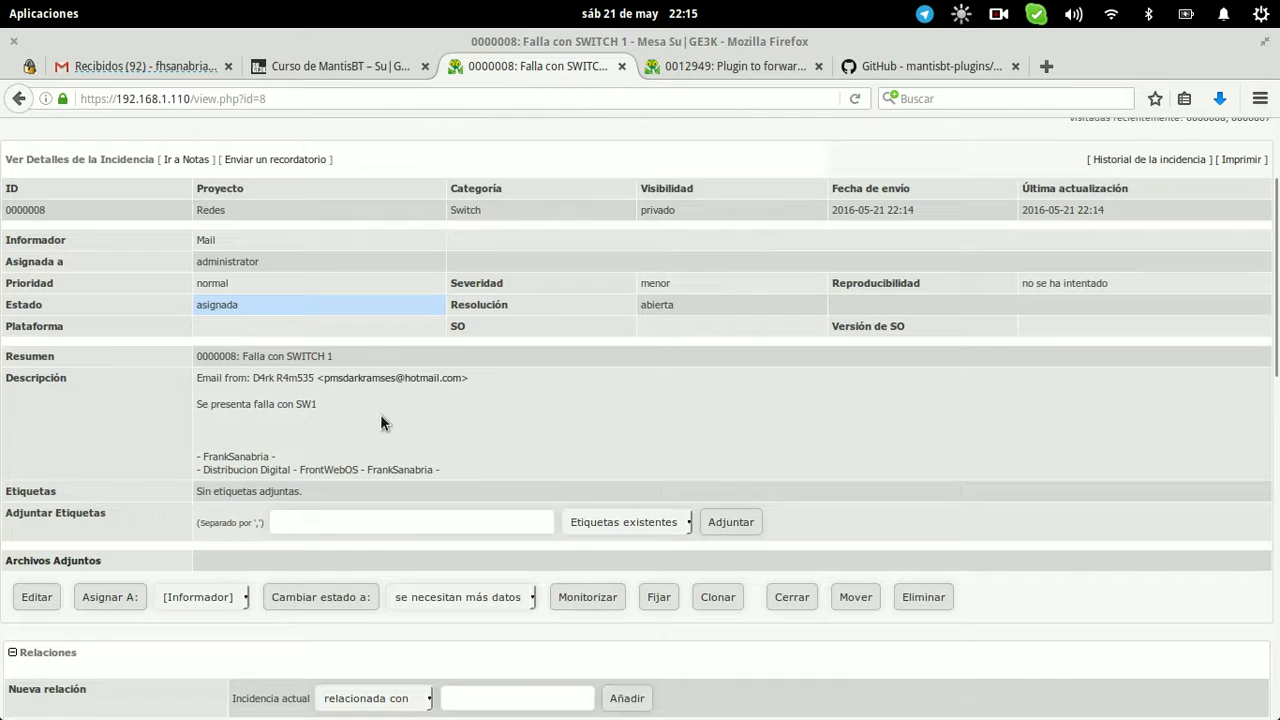 Aplicaciones sáb 21 de may 22:15
0000008: Falla con SWITCH 1 - Mesa Su|GE3K - Mozilla Firefox
Recibidos (92) - fhsanabria... Curso de MantisBT – Su|G... 0000008: Falla con SWITC... 0012949: Plugin to forwar... GitHub - mantisbt-plugins/...
https://192.168.1.110/view.php?id=8 Buscar
Visitadas recientemente: 0000008, 0000007
Ver Detalles de la Incidencia [ Ir a Notas ] [ Enviar un recordatorio ] [ Historial de la incidencia ] [ Imprimir ]
ID Proyecto Categoría Visibilidad Fecha de envío Última actualización
0000008 Redes Switch privado 2016-05-21 22:14 2016-05-21 22:14
Informador Mail
Asignada a administrator
Prioridad normal Severidad menor Reproducibilidad no se ha intentado
Estado asignada Resolución abierta
Plataforma SO Versión de SO
Resumen 0000008: Falla con SWITCH 1
Descripción Email from: D4rk R4m535 <pmsdarkramses@hotmail.com>
Se presenta falla con SW1
- FrankSanabria -
- Distribucion Digital - FrontWebOS - FrankSanabria -
Etiquetas Sin etiquetas adjuntas.
Adjuntar Etiquetas (Separado por ',') Etiquetas existentes Adjuntar
Archivos Adjuntos
Editar Asignar A: [Informador] Cambiar estado a: se necesitan más datos Monitorizar Fijar Clonar Cerrar Mover Eliminar
Relaciones
Nueva relación Incidencia actual relacionada con Añadir